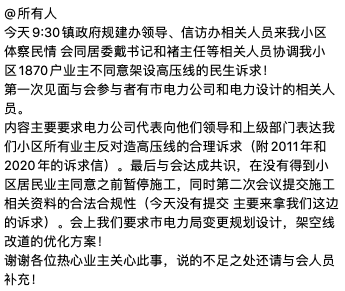 @所有人
今天9:30镇政府规建办领导、信访办相关人员来我小区
体察民情 会同居委戴书记和褚主任等相关人员协调我小
区1870户业主不同意架设高压线的民生诉求！
第一次见面与会参与者有市电力公司和电力设计的相关人
员。
内容主要要求电力公司代表向他们领导和上级部门表达我
们小区所有业主反对造高压线的合理诉求（附2011年和
2020年的诉求信）。最后与会达成共识，在没有得到小
区居民业主同意之前暂停施工，同时第二次会议提交施工
相关资料的合法合规性（今天没有提交 主要来拿我们这边
的诉求）。会上我们要求市电力局变更规划设计，架空线
改道的优化方案！
谢谢各位热心业主关心此事，说的不足之处还请与会人员
补充！